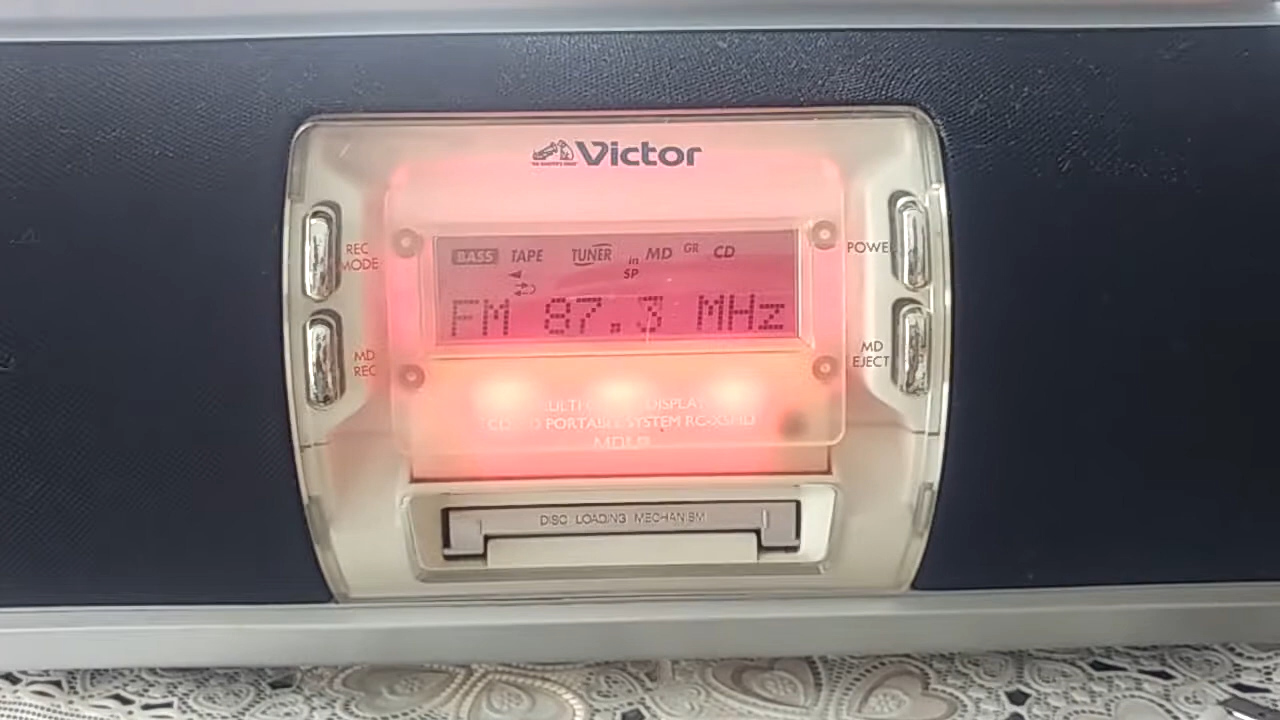 Victor
REC MODE
POWER
BASS TAPE TUNER MD GR CD
in SP
FM 87.3 MHz
MD REC
MD EJECT
PORTABLE SYSTEM
DISC LOADING MECHANISM